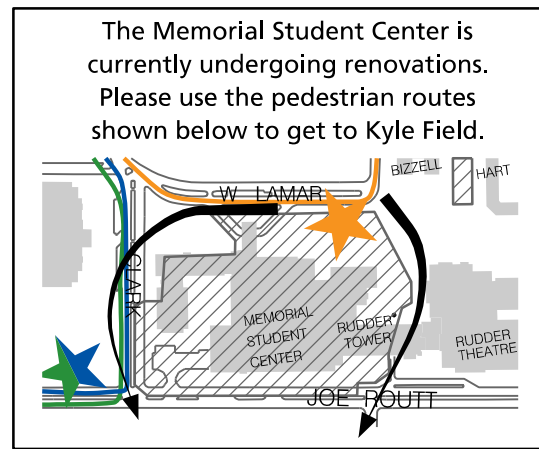 The Memorial Student Center is
currently undergoing renovations.
Please use the pedestrian routes
shown below to get to Kyle Field.
BIZZELL
HART
W LAMAR
CLARK
MEMORIAL
STUDENT
CENTER
RUDDER
TOWER
RUDDER
THEATRE
JOE ROUTT